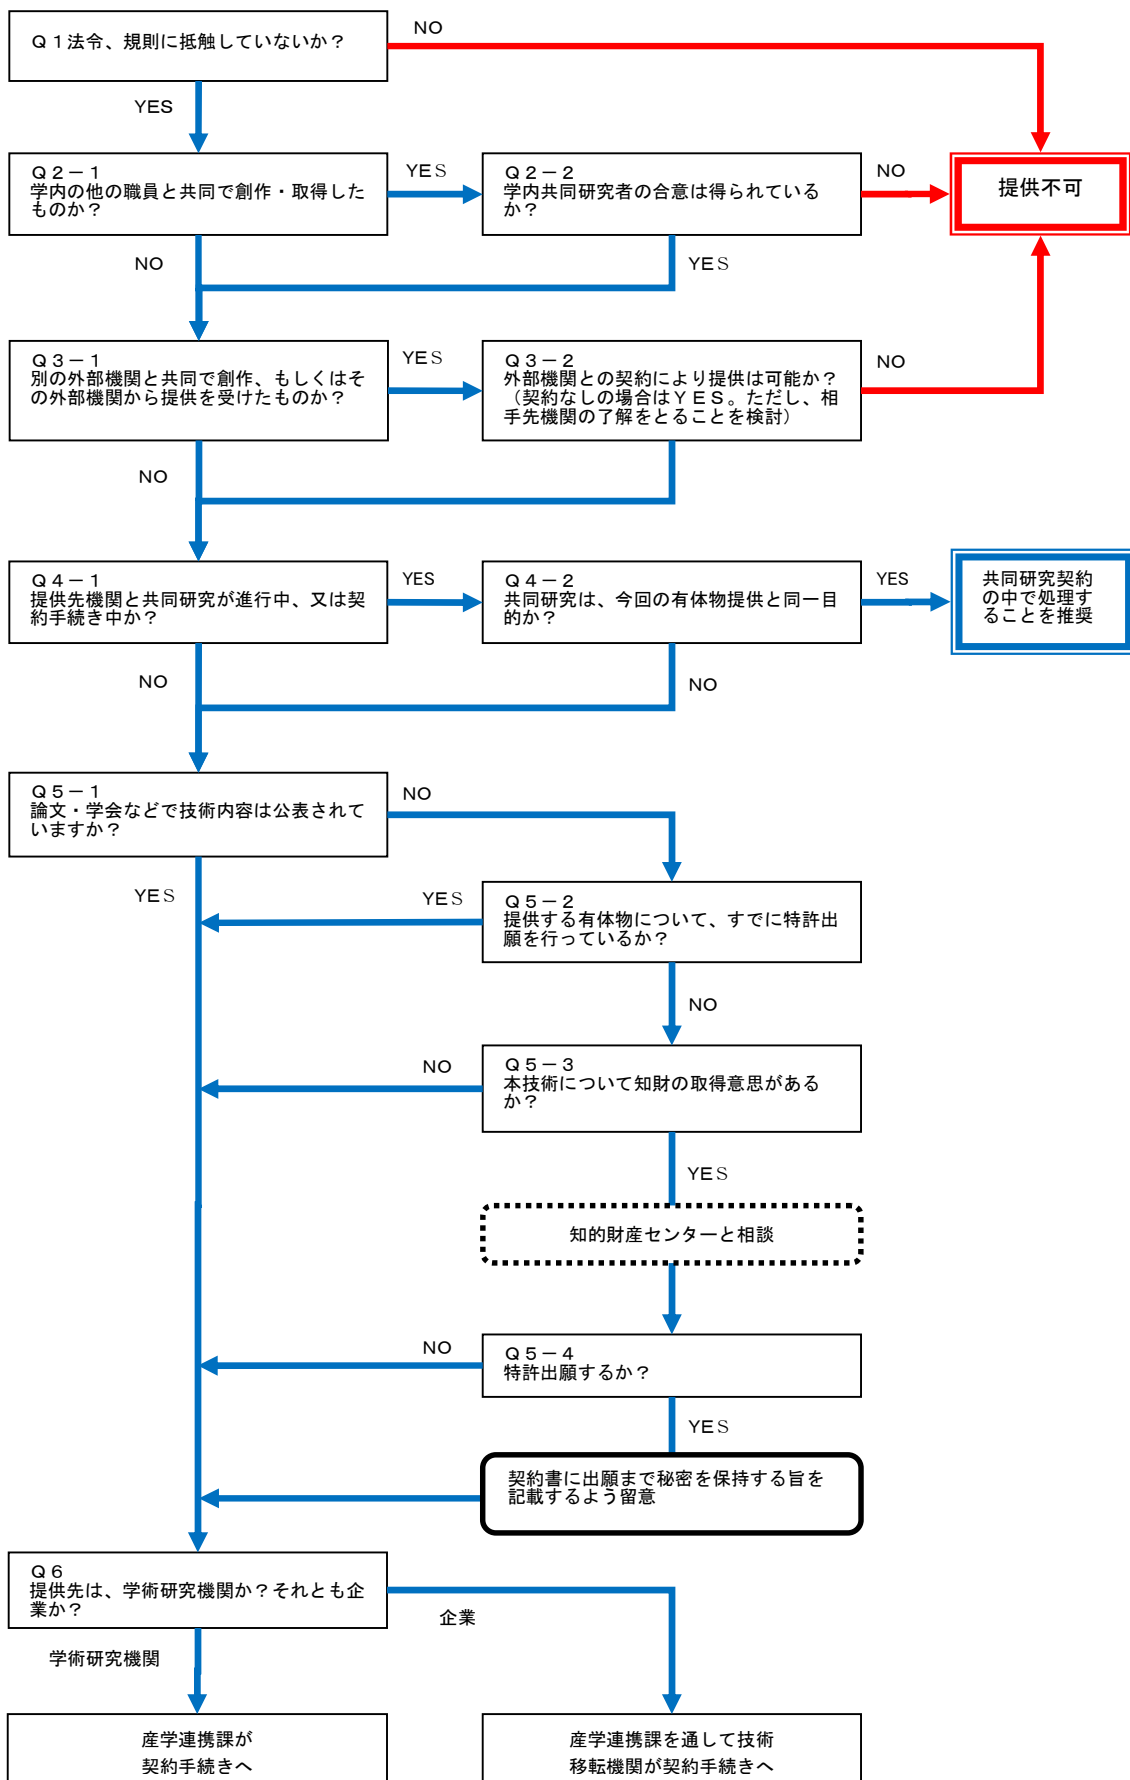 Ｑ１法令、規則に抵触していないか？
NO
YES
Ｑ２－１
学内の他の職員と共同で創作・取得した
ものか？
YES
Ｑ２－２
学内共同研究者の合意は得られている
か？
NO
提供不可
NO
YES
Ｑ３－１
別の外部機関と共同で創作、もしくはそ
の外部機関から提供を受けたものか？
YES
Ｑ３－２
外部機関との契約により提供は可能か？
（契約なしの場合はＹＥＳ。ただし、相
手先機関の了解をとることを検討）
NO
NO
Ｑ４－１
提供先機関と共同研究が進行中、又は契
約手続き中か？
YES
Ｑ４－２
共同研究は、今回の有体物提供と同一目
的か？
YES
共同研究契約
の中で処理す
ることを推奨
NO
NO
Ｑ５－１
論文・学会などで技術内容は公表されて
いますか？
NO
YES
YES
Ｑ５－２
提供する有体物について、すでに特許出
願を行っているか？
NO
NO
Ｑ５－３
本技術について知財の取得意思がある
か？
YES
知的財産センターと相談
NO
Ｑ５－４
特許出願するか？
YES
契約書に出願まで秘密を保持する旨を
記載するよう留意
Ｑ６
提供先は、学術研究機関か？それとも企
業か？
企業
学術研究機関
産学連携課が
契約手続きへ
産学連携課を通して技術
移転機関が契約手続きへ